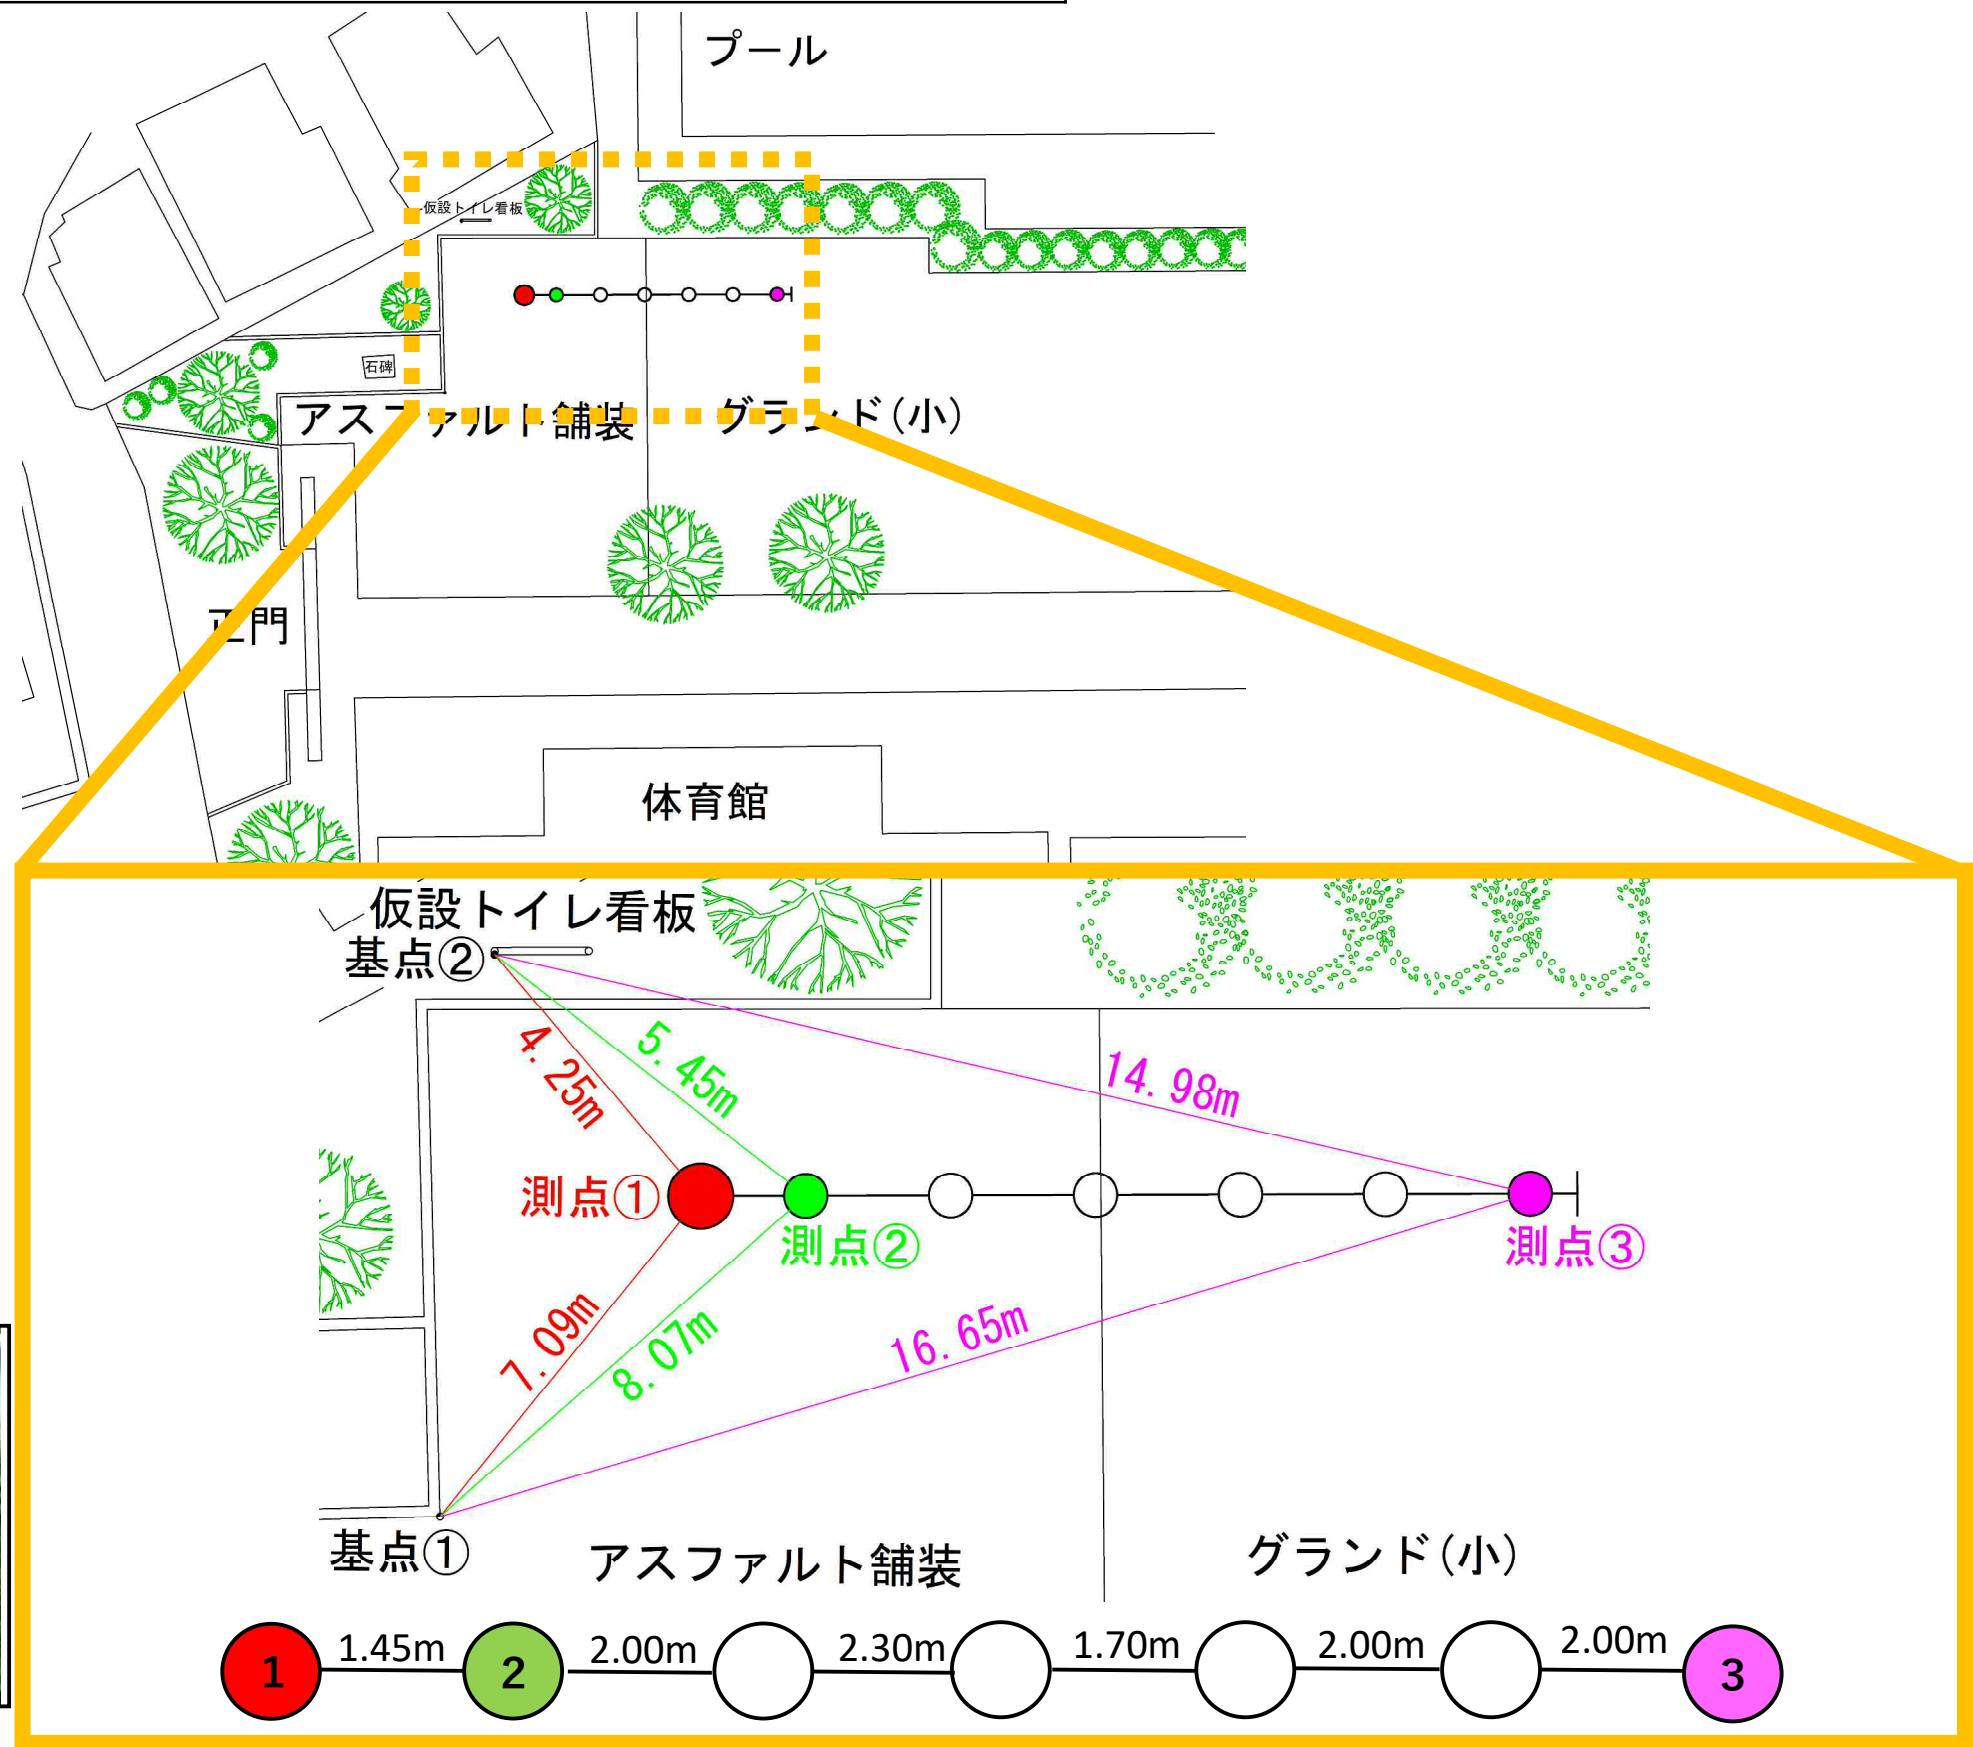 プール
仮設トイレ看板
石碑
アスファルト舗装
グランド(小)
正門
体育館
仮設トイレ看板
基点②
4.25m
5.45m
14.98m
測点①
測点②
測点③
7.09m
8.07m
16.65m
基点①
アスファルト舗装
グランド(小)
1 1.45m 2 2.00m 2.30m 1.70m 2.00m 2.00m 3